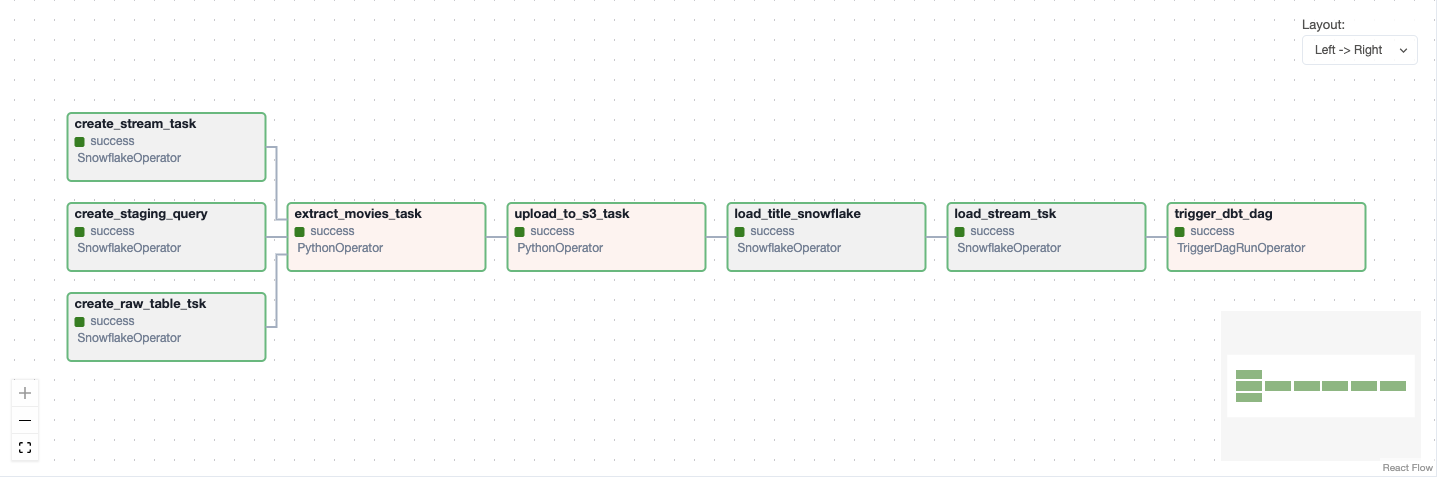 Layout:
Left -> Right
create_stream_task
success
SnowflakeOperator
create_staging_query
success
SnowflakeOperator
create_raw_table_tsk
success
SnowflakeOperator
extract_movies_task
success
PythonOperator
upload_to_s3_task
success
PythonOperator
load_title_snowflake
success
SnowflakeOperator
load_stream_tsk
success
SnowflakeOperator
trigger_dbt_dag
success
TriggerDagRunOperator
React Flow